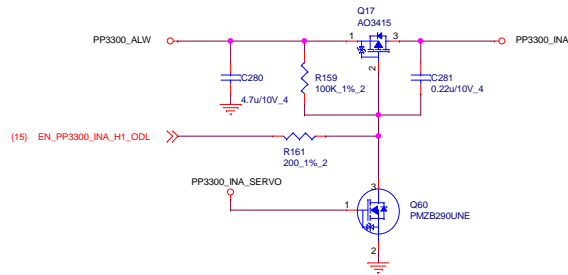 Q17
AO3415
PP3300_ALW
1
3
PP3300_INA
2
C280
4.7u/10V_4
R159
100K_1%_2
C281
0.22u/10V_4
{15} EN_PP3300_INA_H1_ODL
R161
200_1%_2
PP3300_INA_SERVO
3
1
Q60
PMZB290UNE
2